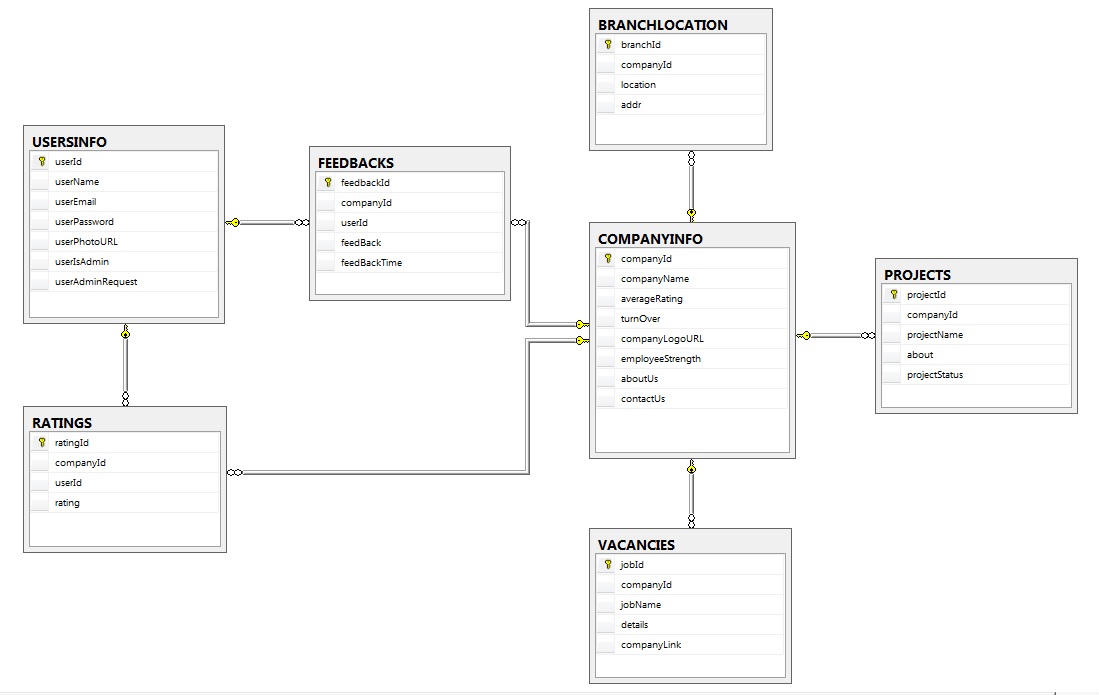 BRANCHLOCATION
branchId
companyId
location
addr
USERSINFO
userId
userName
userEmail
userPassword
userPhotoURL
userIsAdmin
userAdminRequest
FEEDBACKS
feedbackId
companyId
userId
feedBack
feedBackTime
COMPANYINFO
companyId
companyName
averageRating
turnOver
companyLogoURL
employeeStrength
aboutUs
contactUs
PROJECTS
projectId
companyId
projectName
about
projectStatus
RATINGS
ratingId
companyId
userId
rating
VACANCIES
jobId
companyId
jobName
details
companyLink